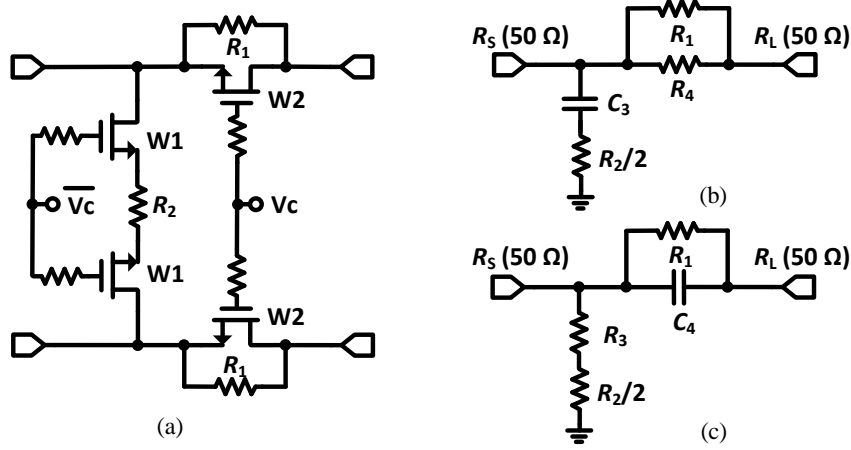 R1
W2
W1
V̅c̅
R2
Vc
W1
W2
R1
(a)
RS (50 Ω)
RL (50 Ω)
R1
R4
C3
R2/2
(b)
RS (50 Ω)
RL (50 Ω)
R1
C4
R3
R2/2
(c)